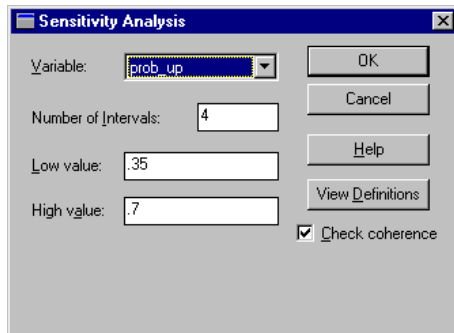 Sensitivity Analysis
Variable: prob_up
Number of Intervals: 4
Low value: .35
High value: .7
OK
Cancel
Help
View Definitions
Check coherence